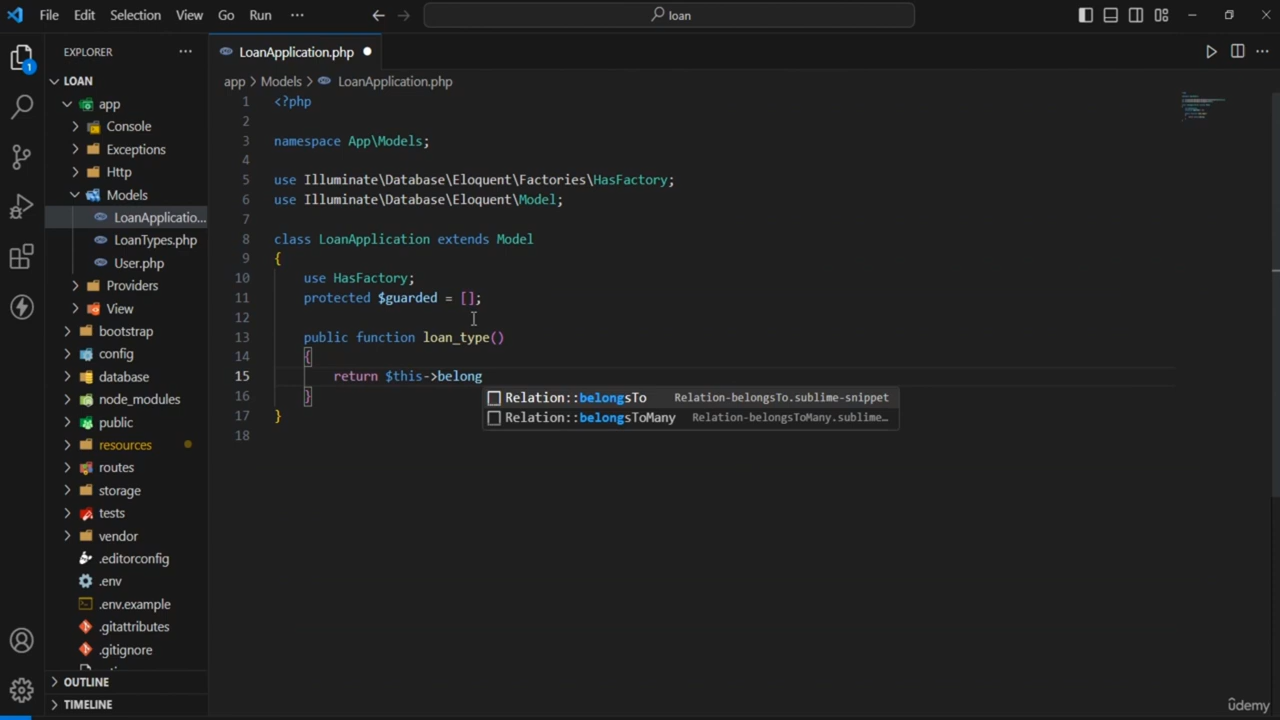 File Edit Selection View Go Run ··· loan
EXPLORER ···
LoanApplication.php
LOAN
app > Models > LoanApplication.php
app
Console
Exceptions
Http
Models
LoanApplicatio...
LoanTypes.php
User.php
Providers
View
bootstrap
config
database
node_modules
public
resources
routes
storage
tests
vendor
.editorconfig
.env
.env.example
.gitattributes
.gitignore
OUTLINE
TIMELINE
1
1 <?php
2
3 namespace App\Models;
4
5 use Illuminate\Database\Eloquent\Factories\HasFactory;
6 use Illuminate\Database\Eloquent\Model;
7
8 class LoanApplication extends Model
9 {
10 use HasFactory;
11 protected $guarded = [];
12
13 public function loan_type()
14 {
15 return $this->belong
16 }
17 }
18
Relation::belongsTo Relation-belongsTo.sublime-snippet
Relation::belongsToMany Relation-belongsToMany.sublime…
ûdemy